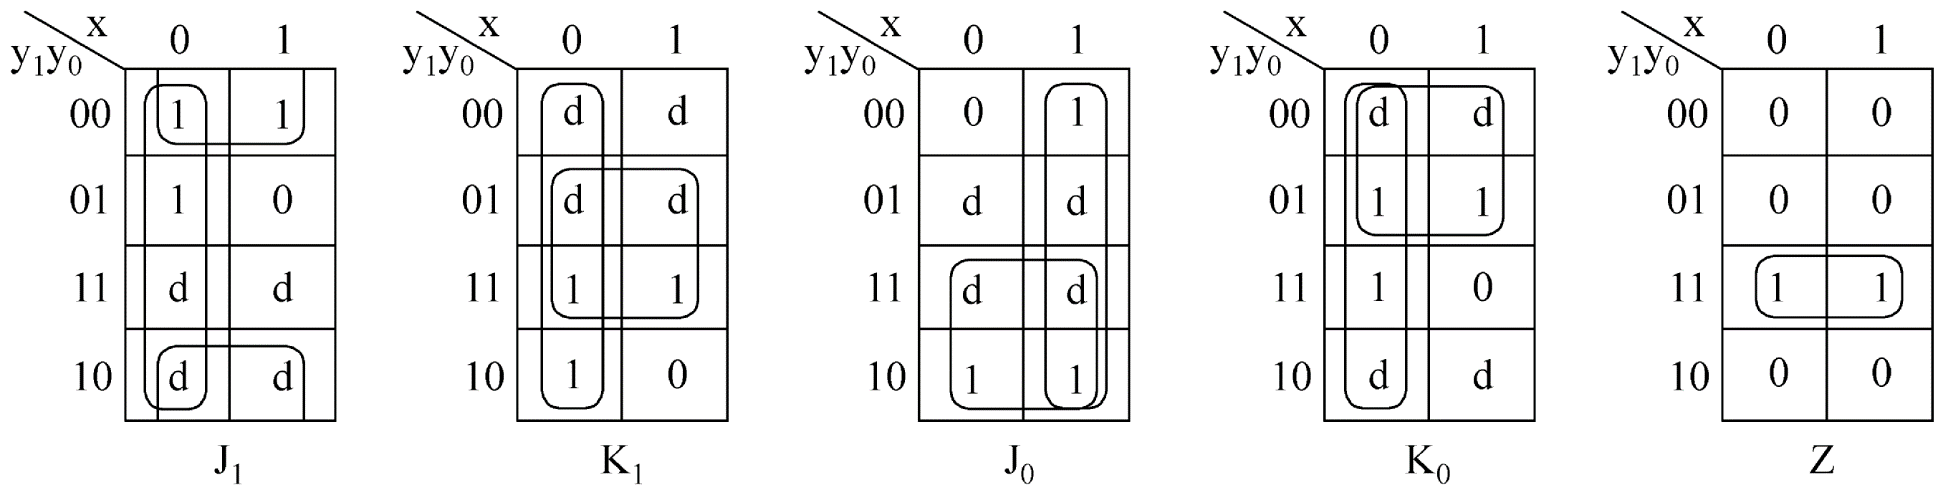 x 0 1
y₁y₀
00 1 1
01 1 0
11 d d
10 d d
J₁
x 0 1
y₁y₀
00 d d
01 d d
11 1 1
10 1 0
K₁
x 0 1
y₁y₀
00 0 1
01 d d
11 d d
10 1 1
J₀
x 0 1
y₁y₀
00 d d
01 1 1
11 1 0
10 d d
K₀
x 0 1
y₁y₀
00 0 0
01 0 0
11 1 1
10 0 0
Z